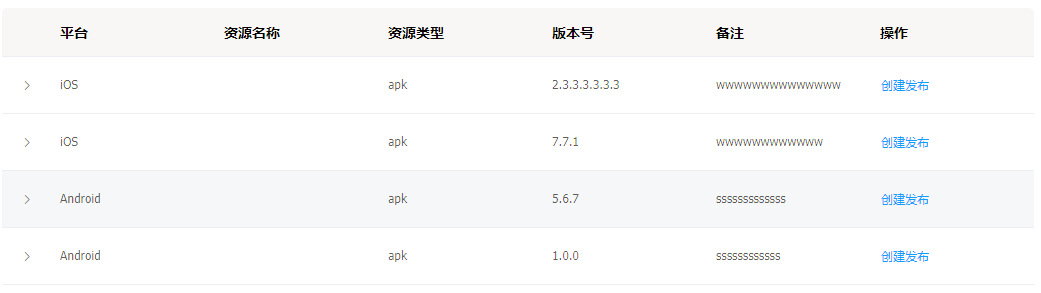 平台 资源名称 资源类型 版本号 备注 操作
iOS apk 2.3.3.3.3.3.3 wwwwwwwwwwwwww 创建发布
iOS apk 7.7.1 wwwwwwwwwwww 创建发布
Android apk 5.6.7 sssssssssssss 创建发布
Android apk 1.0.0 ssssssssssss 创建发布